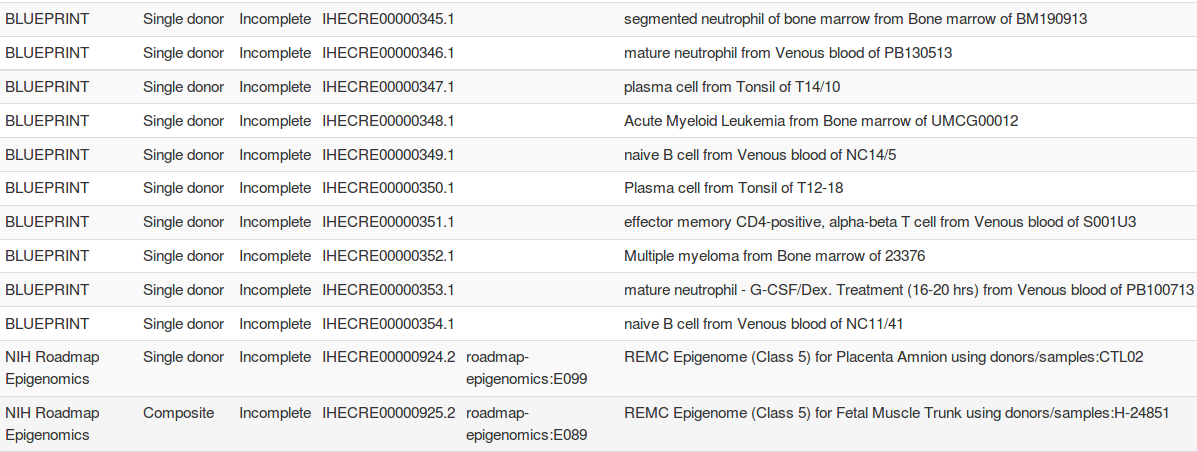 BLUEPRINT Single donor Incomplete IHECRE00000345.1 segmented neutrophil of bone marrow from Bone marrow of BM190913
BLUEPRINT Single donor Incomplete IHECRE00000346.1 mature neutrophil from Venous blood of PB130513
BLUEPRINT Single donor Incomplete IHECRE00000347.1 plasma cell from Tonsil of T14/10
BLUEPRINT Single donor Incomplete IHECRE00000348.1 Acute Myeloid Leukemia from Bone marrow of UMCG00012
BLUEPRINT Single donor Incomplete IHECRE00000349.1 naive B cell from Venous blood of NC14/5
BLUEPRINT Single donor Incomplete IHECRE00000350.1 Plasma cell from Tonsil of T12-18
BLUEPRINT Single donor Incomplete IHECRE00000351.1 effector memory CD4-positive, alpha-beta T cell from Venous blood of S001U3
BLUEPRINT Single donor Incomplete IHECRE00000352.1 Multiple myeloma from Bone marrow of 23376
BLUEPRINT Single donor Incomplete IHECRE00000353.1 mature neutrophil - G-CSF/Dex. Treatment (16-20 hrs) from Venous blood of PB100713
BLUEPRINT Single donor Incomplete IHECRE00000354.1 naive B cell from Venous blood of NC11/41
NIH Roadmap Single donor Incomplete IHECRE00000924.2 roadmap- REMC Epigenome (Class 5) for Placenta Amnion using donors/samples:CTL02
Epigenomics epigenomics:E099
NIH Roadmap Composite Incomplete IHECRE00000925.2 roadmap- REMC Epigenome (Class 5) for Fetal Muscle Trunk using donors/samples:H-24851
Epigenomics epigenomics:E089